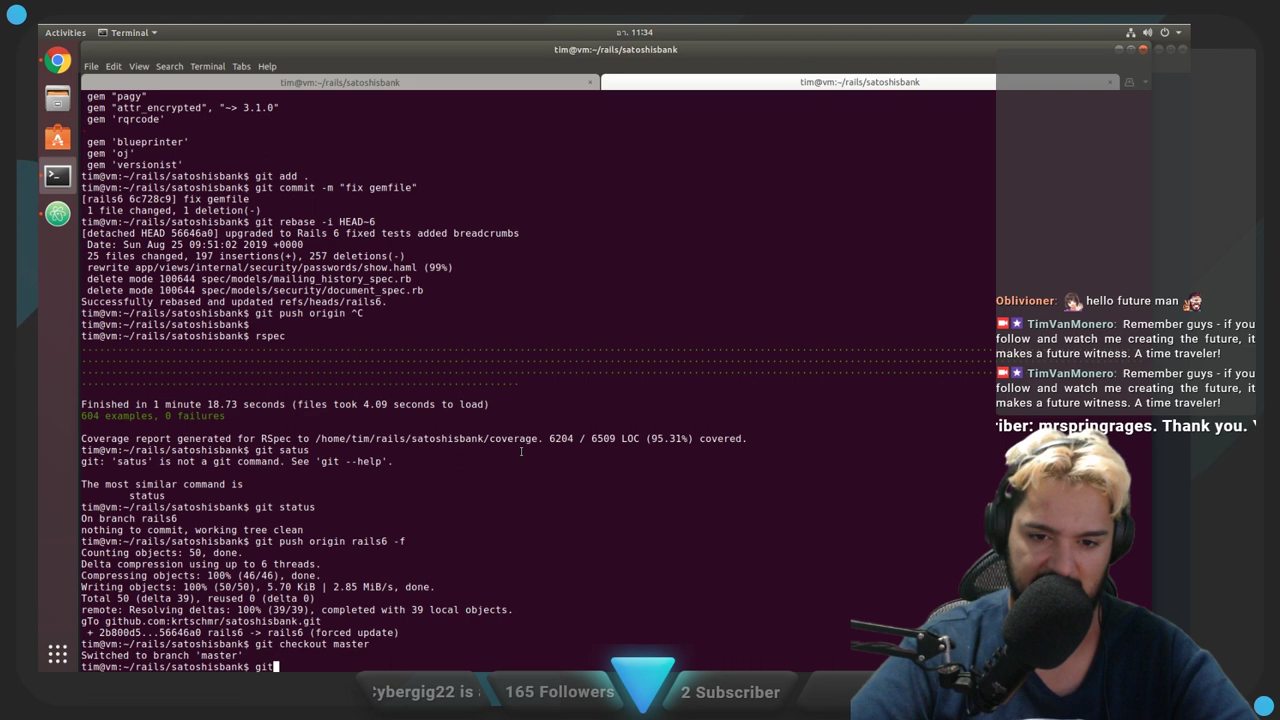 Activities
Terminal
อา. 11:34
tim@vm:~/rails/satoshisbank
File Edit View Search Terminal Tabs Help
tim@vm:~/rails/satoshisbank
tim@vm:~/rails/satoshisbank
gem "pagy"
gem "attr_encrypted", "~> 3.1.0"
gem 'rqrcode'
gem 'blueprinter'
gem 'oj'
gem 'versionist'
tim@vm:~/rails/satoshisbank$ git add .
tim@vm:~/rails/satoshisbank$ git commit -m "fix gemfile"
[rails6 6c728c9] fix gemfile
1 file changed, 1 deletion(-)
tim@vm:~/rails/satoshisbank$ git rebase -i HEAD~6
[detached HEAD 56646a0] upgraded to Rails 6 fixed tests added breadcrumbs
Date: Sun Aug 25 09:51:02 2019 +0000
25 files changed, 197 insertions(+), 257 deletions(-)
rewrite app/views/internal/security/passwords/show.haml (99%)
delete mode 100644 spec/models/mailing_history_spec.rb
delete mode 100644 spec/models/security/document_spec.rb
Successfully rebased and updated refs/heads/rails6.
tim@vm:~/rails/satoshisbank$ git push origin ^C
tim@vm:~/rails/satoshisbank$
tim@vm:~/rails/satoshisbank$ rspec
Finished in 1 minute 18.73 seconds (files took 4.09 seconds to load)
604 examples, 0 failures
Coverage report generated for RSpec to /home/tim/rails/satoshisbank/coverage. 6204 / 6509 LOC (95.31%) covered.
tim@vm:~/rails/satoshisbank$ git satus
git: 'satus' is not a git command. See 'git --help'.
The most similar command is
status
tim@vm:~/rails/satoshisbank$ git status
On branch rails6
nothing to commit, working tree clean
tim@vm:~/rails/satoshisbank$ git push origin rails6 -f
Counting objects: 50, done.
Delta compression using up to 6 threads.
Compressing objects: 100% (46/46), done.
Writing objects: 100% (50/50), 5.70 KiB | 2.85 MiB/s, done.
Total 50 (delta 39), reused 0 (delta 0)
remote: Resolving deltas: 100% (39/39), completed with 39 local objects.
gTo github.com:krtschmr/satoshisbank.git
+ 2b800d5...56646a0 rails6 -> rails6 (forced update)
tim@vm:~/rails/satoshisbank$ git checkout master
Switched to branch 'master'
tim@vm:~/rails/satoshisbank$ git
Oblivioner: hello future man
TimVanMonero: Remember guys - if you
follow and watch me creating the future, it
makes a future witness. A time traveler!
TimVanMonero: Remember guys - if you
follow and watch me creating the future, it
makes a future witness. A time traveler!
riber: mrspringrages. Thank you.
Cybergig22 is
165 Followers
2 Subscriber